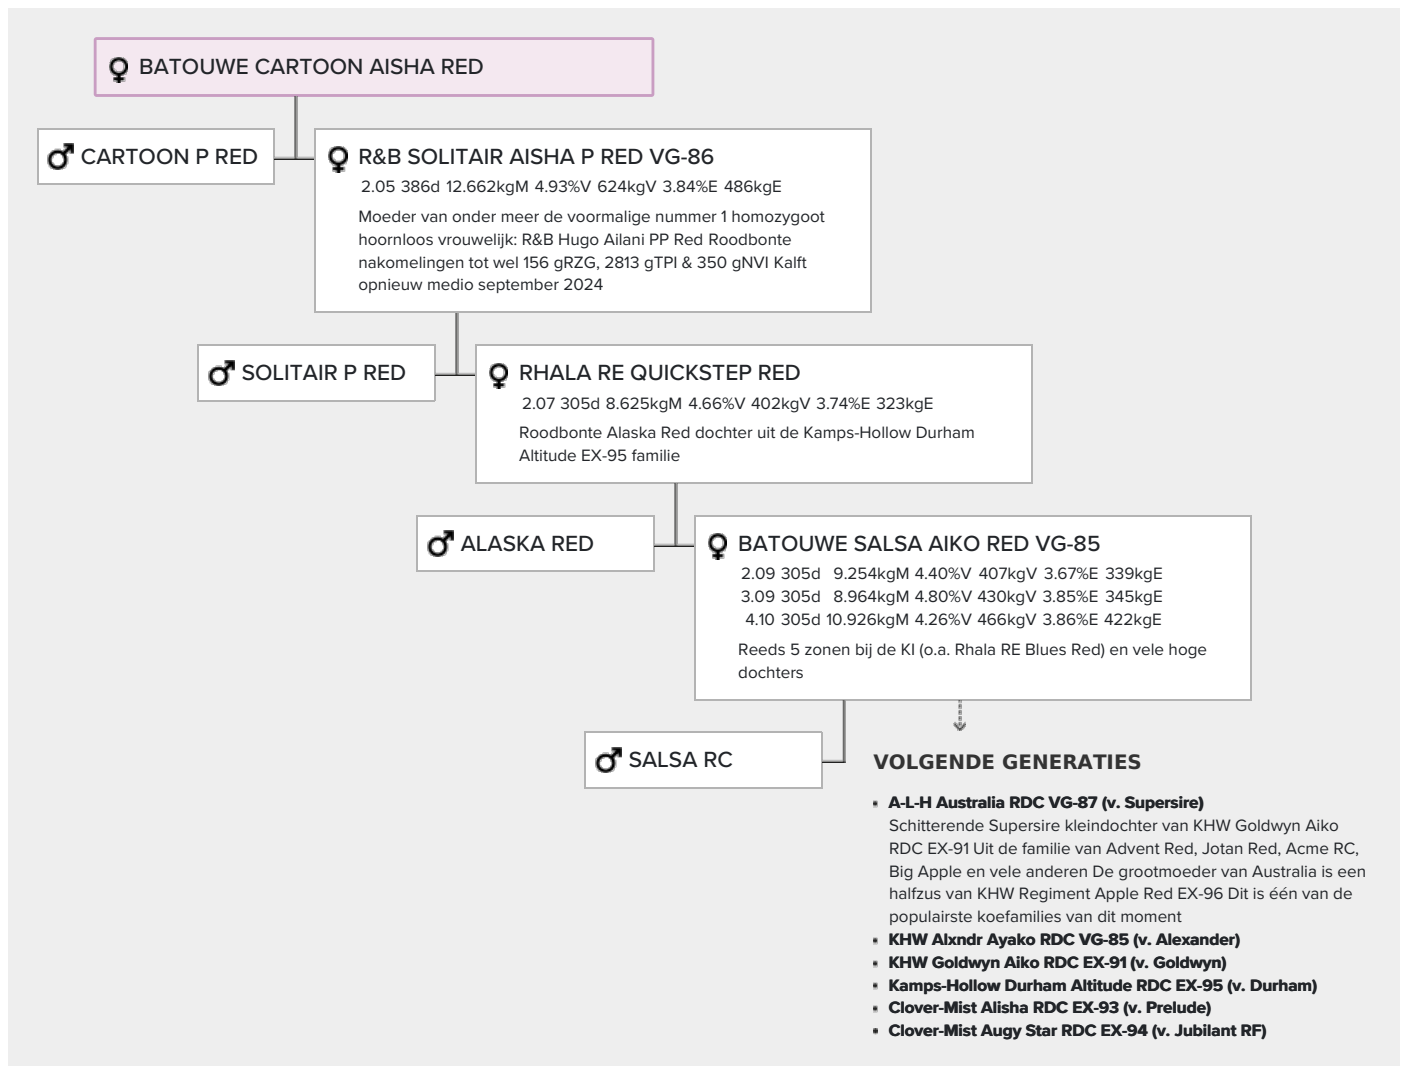 BATOUWE CARTOON AISHA RED
CARTOON P RED
R&B SOLITAIR AISHA P RED VG-86
2.05 386d 12.662kgM 4.93%V 624kgV 3.84%E 486kgE
Moeder van onder meer de voormalige nummer 1 homozygoot
hoornloos vrouwelijk: R&B Hugo Ailani PP Red Roodbonte
nakomelingen tot wel 156 gRZG, 2813 gTPI & 350 gNVI Kalft
opnieuw medio september 2024
SOLITAIR P RED
RHALA RE QUICKSTEP RED
2.07 305d 8.625kgM 4.66%V 402kgV 3.74%E 323kgE
Roodbonte Alaska Red dochter uit de Kamps-Hollow Durham
Altitude EX-95 familie
ALASKA RED
BATOUWE SALSA AIKO RED VG-85
2.09 305d 9.254kgM 4.40%V 407kgV 3.67%E 339kgE
3.09 305d 8.964kgM 4.80%V 430kgV 3.85%E 345kgE
4.10 305d 10.926kgM 4.26%V 466kgV 3.86%E 422kgE
Reeds 5 zonen bij de KI (o.a. Rhala RE Blues Red) en vele hoge
dochters
SALSA RC
VOLGENDE GENERATIES
▪ A-L-H Australia RDC VG-87 (v. Supersire)
Schitterende Supersire kleindochter van KHW Goldwyn Aiko
RDC EX-91 Uit de familie van Advent Red, Jotan Red, Acme RC,
Big Apple en vele anderen De grootmoeder van Australia is een
halfzus van KHW Regiment Apple Red EX-96 Dit is één van de
populairste koefamilies van dit moment
▪ KHW Alxndr Ayako RDC VG-85 (v. Alexander)
▪ KHW Goldwyn Aiko RDC EX-91 (v. Goldwyn)
▪ Kamps-Hollow Durham Altitude RDC EX-95 (v. Durham)
▪ Clover-Mist Alisha RDC EX-93 (v. Prelude)
▪ Clover-Mist Augy Star RDC EX-94 (v. Jubilant RF)